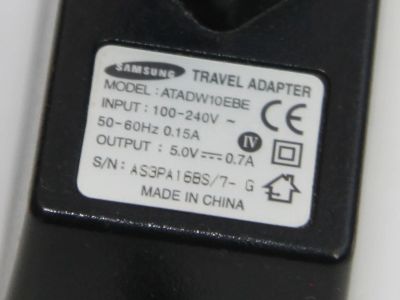 SAMSUNG TRAVEL ADAPTER
MODEL: ATADW10EBE
INPUT: 100-240V ~
50-60Hz 0.15A
OUTPUT: 5.0V⎓0.7A
S/N: AS3PA16BS/7- G
MADE IN CHINA
CE
IV